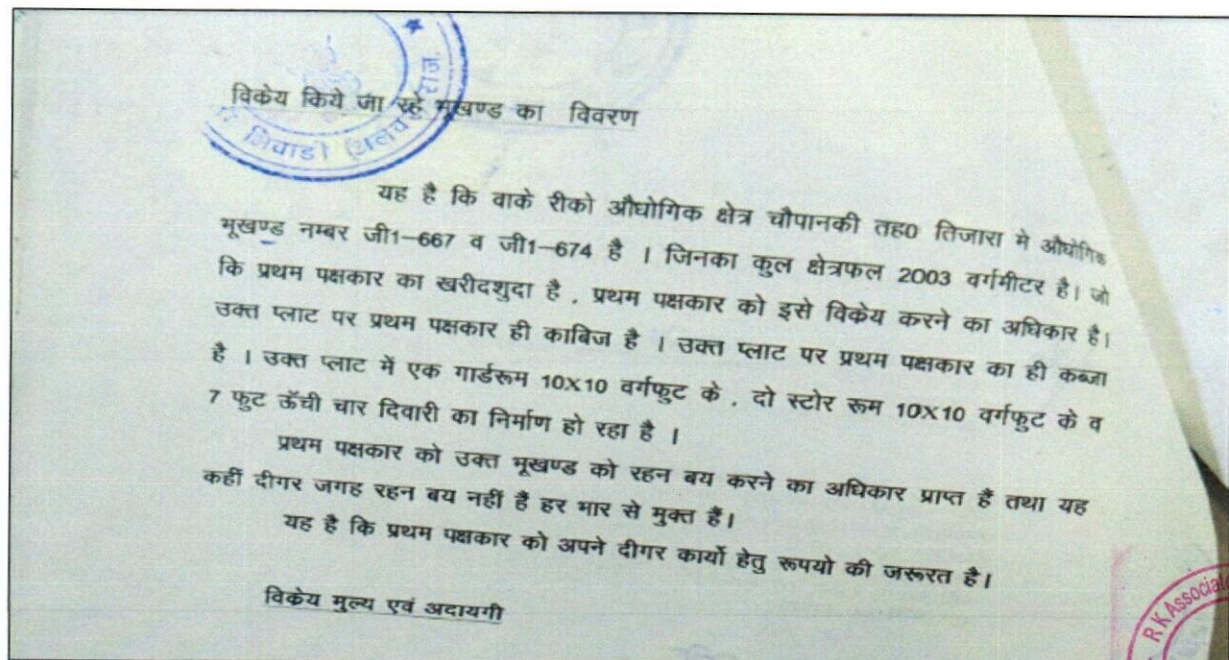 विकेय किये जा रहे भूखण्ड का विवरण
भिवाडी (अलवर) राज.
यह है कि वाके रीको औघोगिक क्षेत्र चौपानकी तह0 तिजारा मे औघोगिक
भूखण्ड नम्बर जी1-667 व जी1-674 है । जिनका कुल क्षेत्रफल 2003 वर्गमीटर है। जो
कि प्रथम पक्षकार का खरीदशुदा है , प्रथम पक्षकार को इसे विकेय करने का अधिकार है।
उक्त प्लाट पर प्रथम पक्षकार ही काबिज है । उक्त प्लाट पर प्रथम पक्षकार का ही कब्जा
है । उक्त प्लाट में एक गार्डरूम 10X10 वर्गफुट के , दो स्टोर रूम 10X10 वर्गफुट के व
7 फुट ऊँची चार दिवारी का निर्माण हो रहा है ।
प्रथम पक्षकार को उक्त भूखण्ड को रहन बय करने का अधिकार प्राप्त हैं तथा यह
कहीं दीगर जगह रहन बय नहीं हैं हर भार से मुक्त हैं।
यह है कि प्रथम पक्षकार को अपने दीगर कार्यो हेतु रूपयो की जरूरत है।
विकेय मुल्य एवं अदायगी
RKAssocia